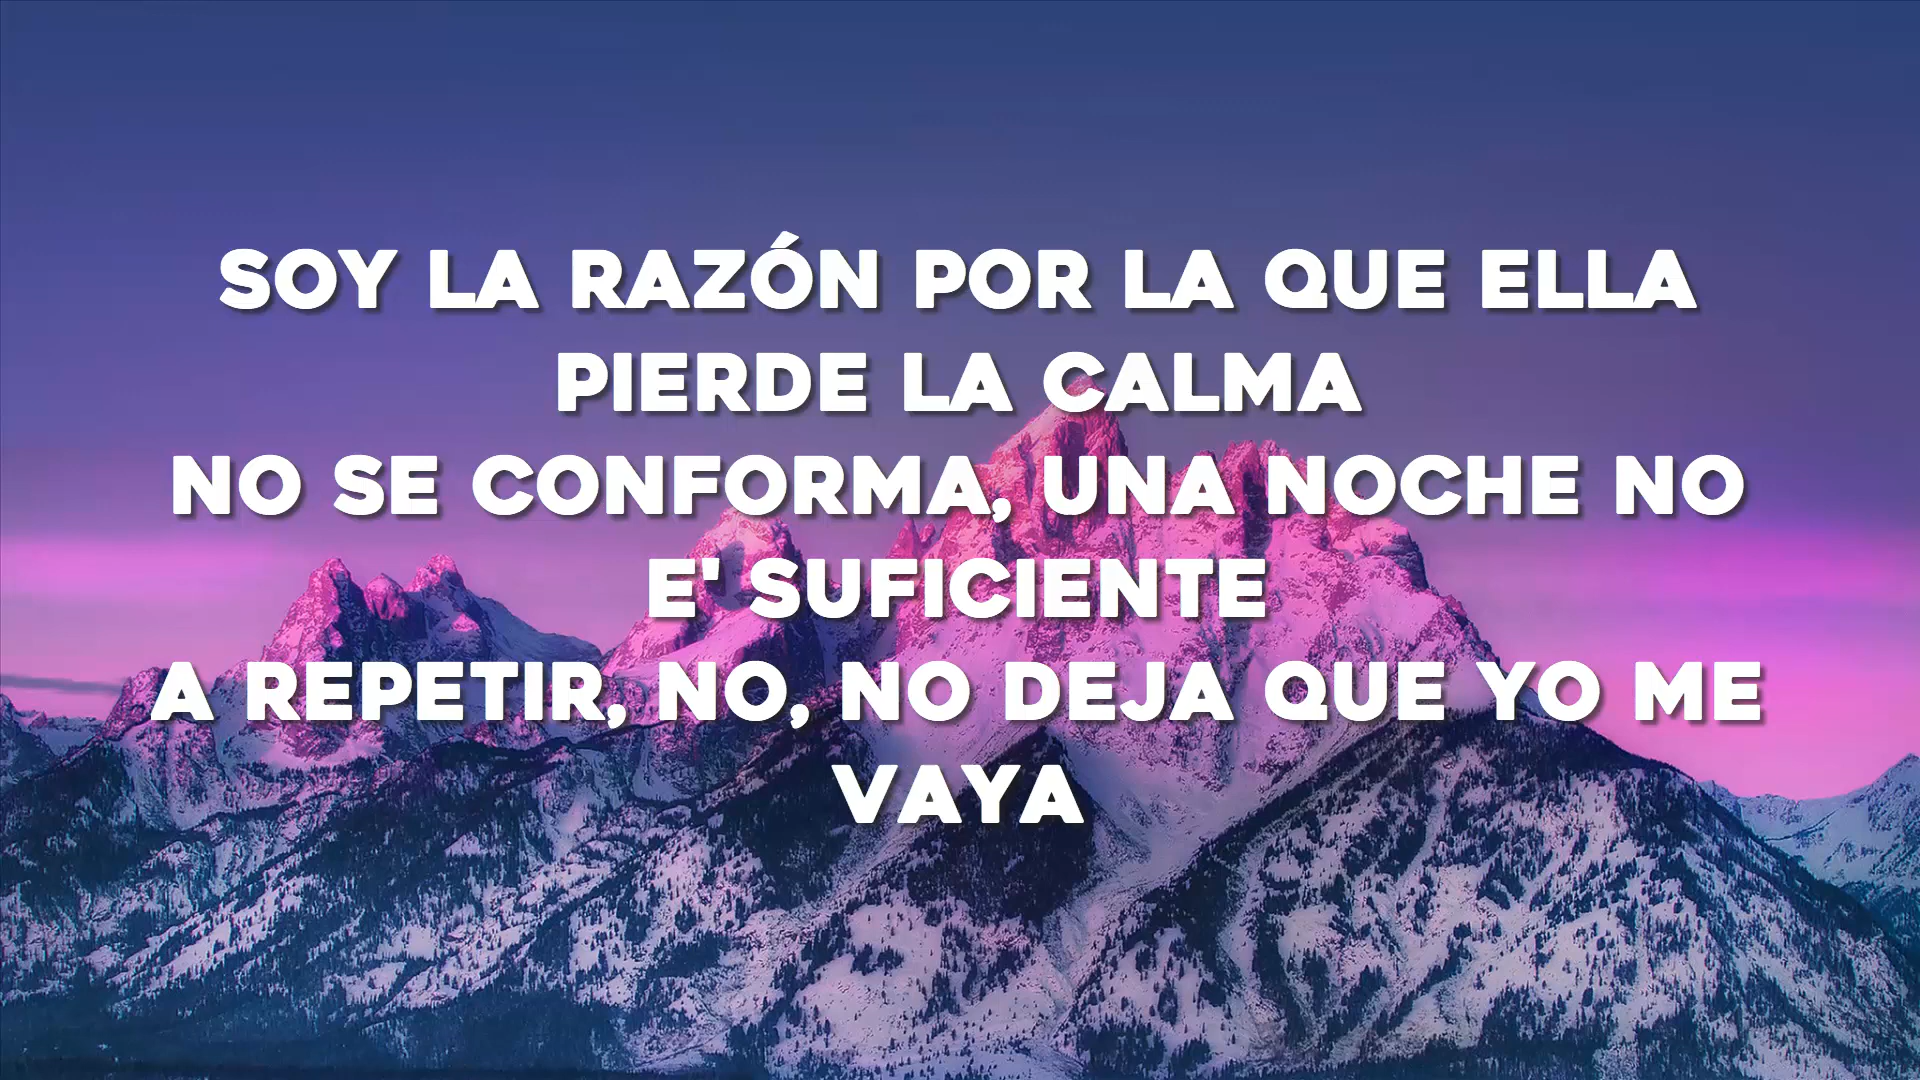 SOY LA RAZÓN POR LA QUE ELLA
PIERDE LA CALMA
NO SE CONFORMA, UNA NOCHE NO
E' SUFICIENTE
A REPETIR, NO, NO DEJA QUE YO ME
VAYA